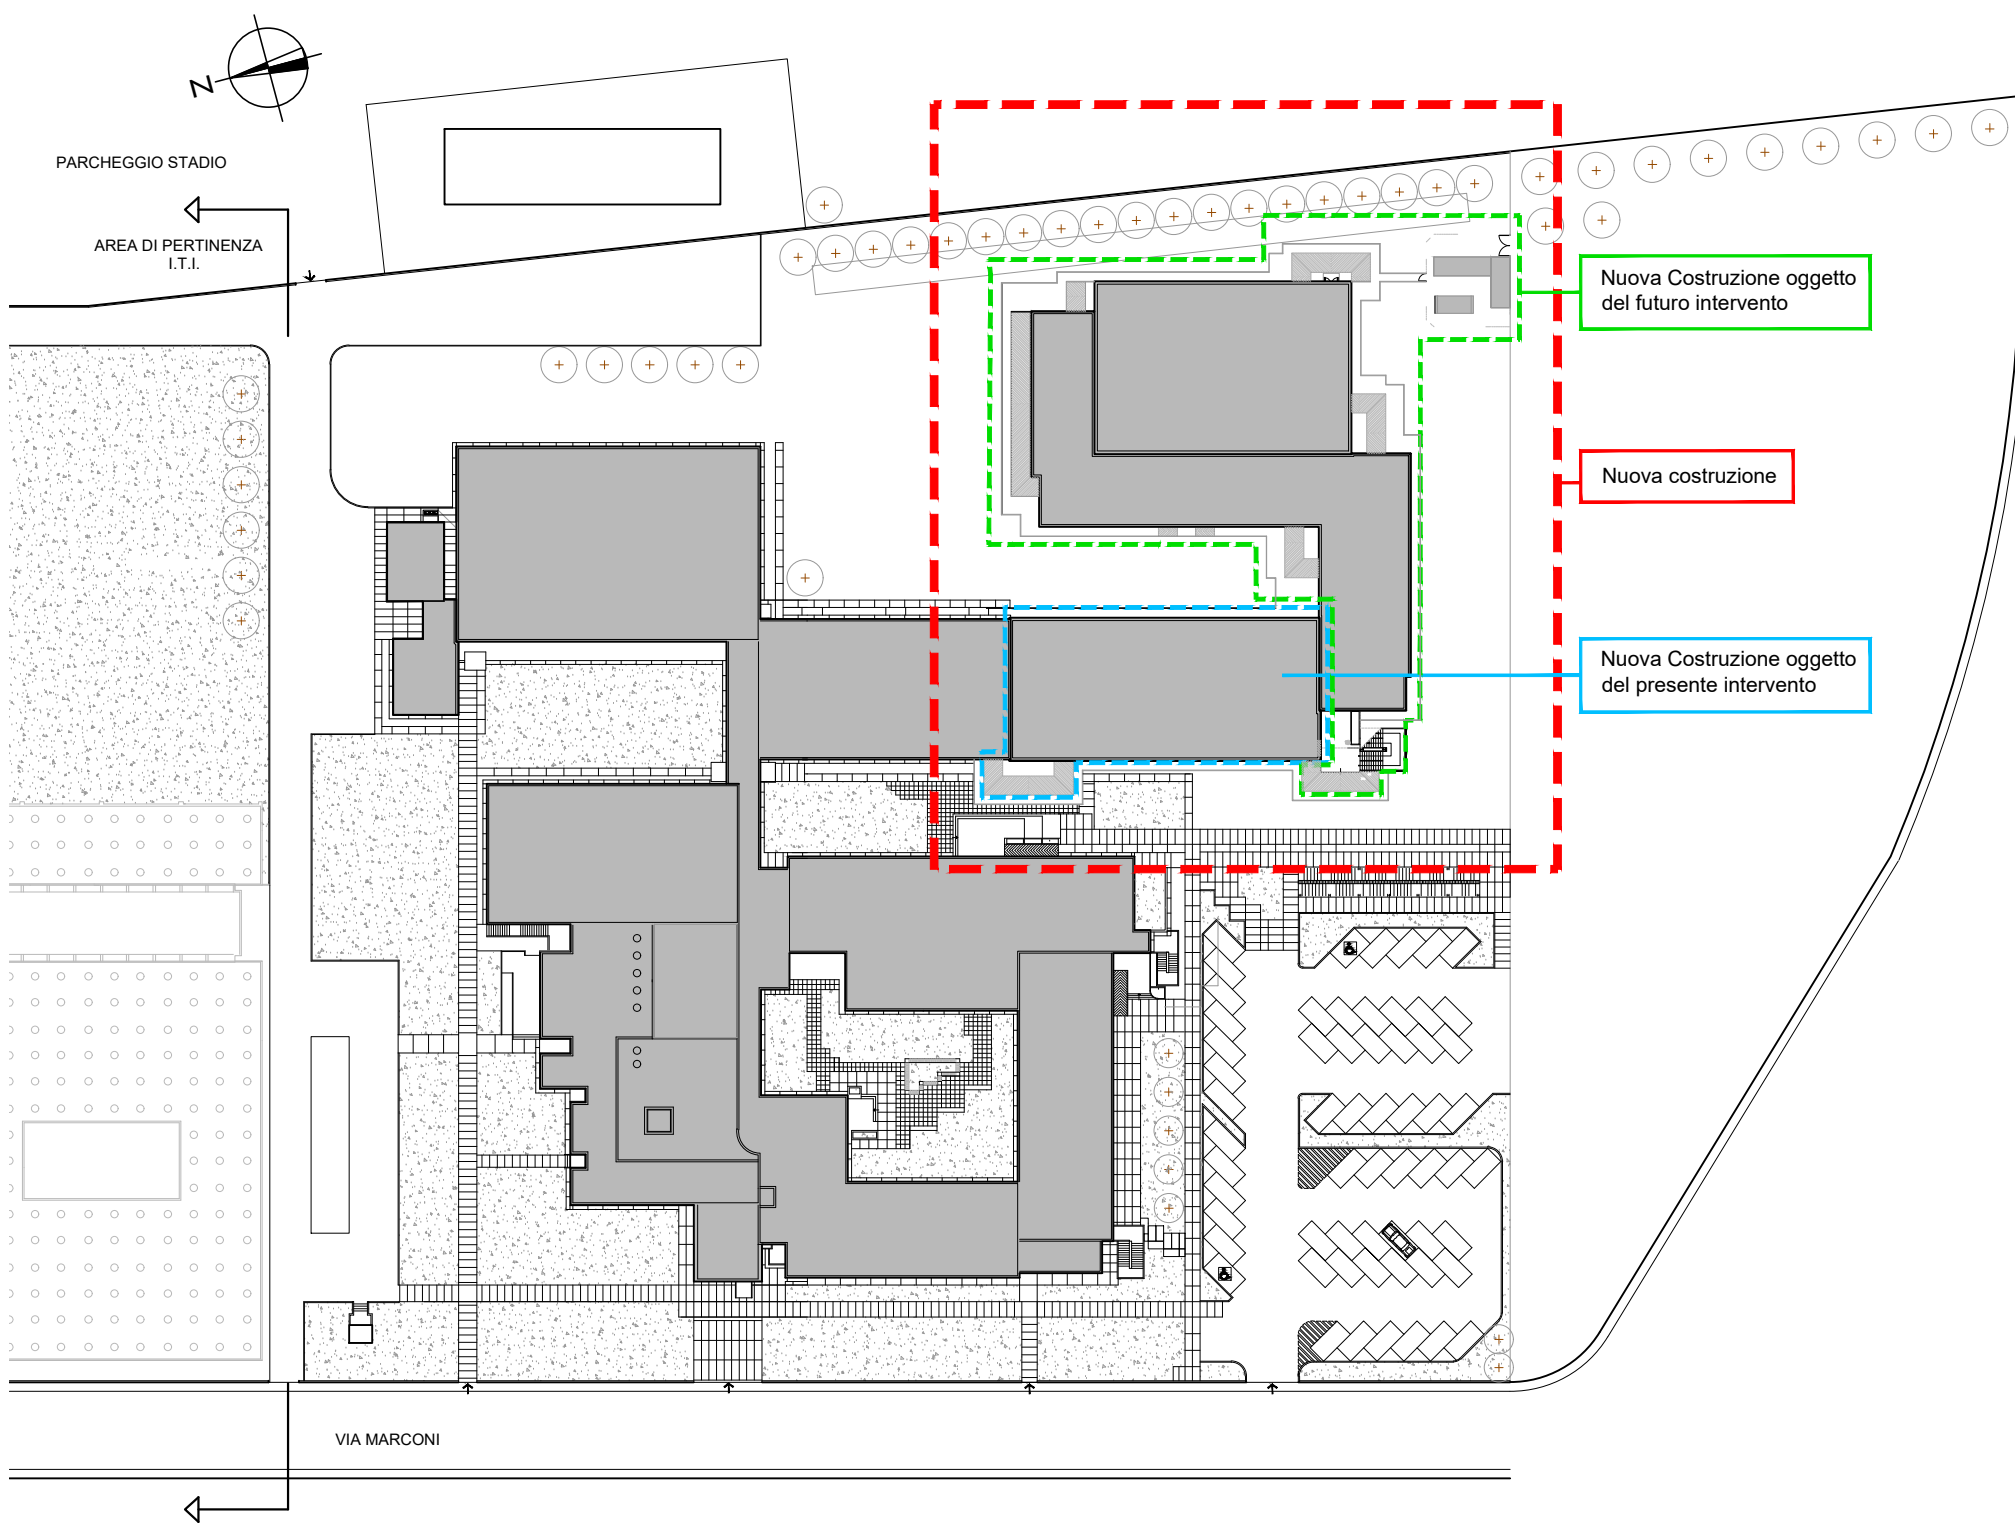 N
PARCHEGGIO STADIO
AREA DI PERTINENZA
I.T.I.
Nuova Costruzione oggetto
del futuro intervento
Nuova costruzione
Nuova Costruzione oggetto
del presente intervento
VIA MARCONI